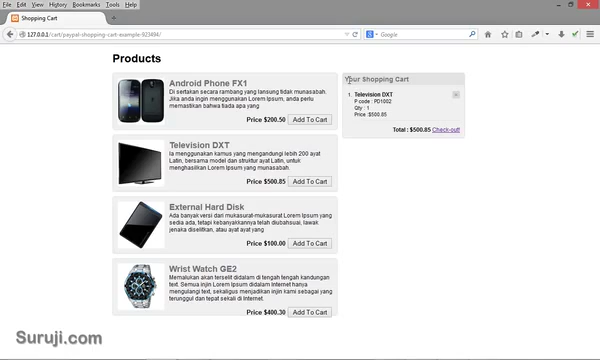 File Edit View History Bookmarks Tools Help
Shopping Cart
127.0.0.1/cart/paypal-shopping-cart-example-923494/
Google
Products
Android Phone FX1
Di sertakan secara rambang yang lansung tidak munasabah.
Jika anda ingin menggunakan Lorem Ipsum, anda perlu
memastikan bahwa tiada apa yang
Price $200.50 Add To Cart
Television DXT
Ia menggunakan kamus yang mengandungi lebih 200 ayat
Latin, bersama model dan struktur ayat Latin, untuk
menghasilkan Lorem Ipsum yang munasabah.
Price $500.85 Add To Cart
External Hard Disk
Ada banyak versi dari mukasurat-mukasurat Lorem Ipsum yang
sedia ada, tetapi kebanyakkannya telah diubahsuai, lawak
jenaka diselitkan, atau ayat ayat yang
Price $100.00 Add To Cart
Wrist Watch GE2
Memalukan akan terselit didalam di tengah tengah kandungan
text. Semua injin Lorem Ipsum didalam Internet hanya
mengulangi text, sekaligus menjadikan injin kami sebagai yang
terunggul dan tepat sekali di Internet.
Price $400.30 Add To Cart
Your Shopping Cart
1. Television DXT
P code : PD1002
Qty : 1
Price :$500.85
Total : $500.85 Check-out!
Suruji.com